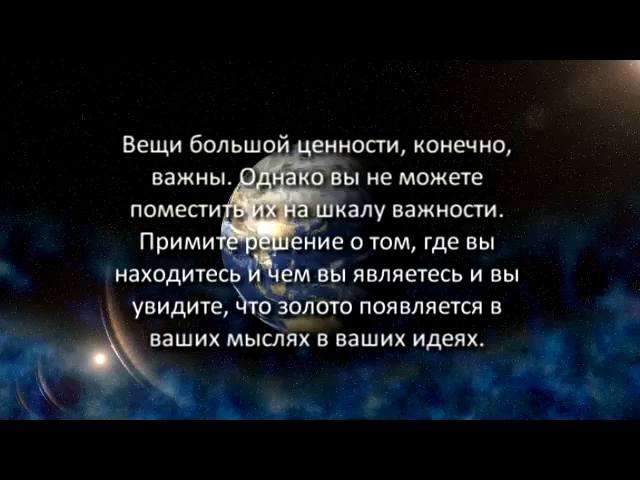 Вещи большой ценности, конечно,
важны. Однако вы не можете
поместить их на шкалу важности.
Примите решение о том, где вы
находитесь и чем вы являетесь и вы
увидите, что золото появляется в
ваших мыслях в ваших идеях.